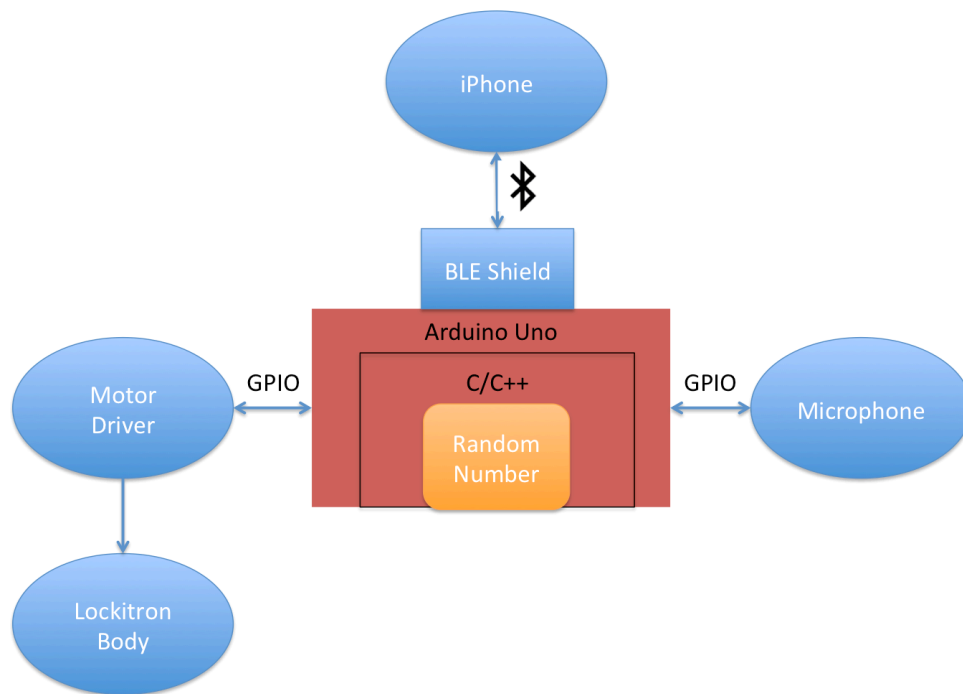 iPhone
BLE Shield
Arduino Uno
C/C++
Random
Number
GPIO
GPIO
Motor
Driver
Microphone
Lockitron
Body